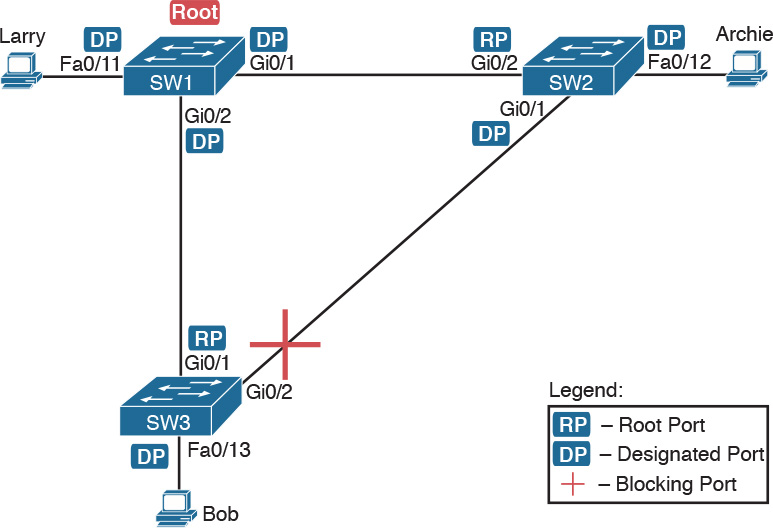 Root
Larry
DP
Fa0/11
SW1
DP
Gi0/1
Gi0/2
DP
RP
Gi0/2
SW2
DP
Fa0/12
Archie
Gi0/1
DP
RP
Gi0/1
Gi0/2
SW3
DP
Fa0/13
Bob
Legend:
RP – Root Port
DP – Designated Port
– Blocking Port